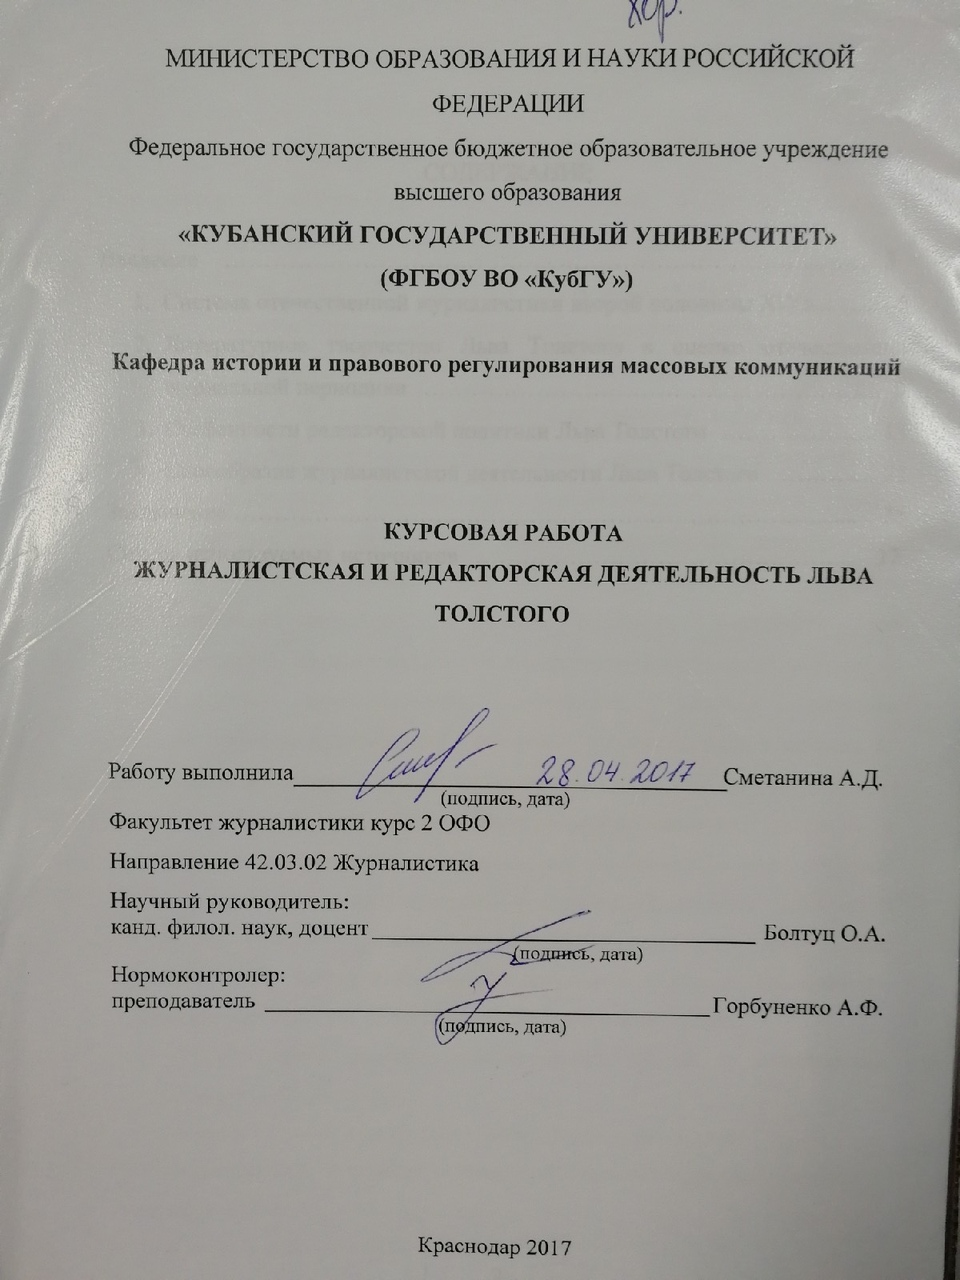 хор.
МИНИСТЕРСТВО ОБРАЗОВАНИЯ И НАУКИ РОССИЙСКОЙ
ФЕДЕРАЦИИ
Федеральное государственное бюджетное образовательное учреждение
высшего образования
«КУБАНСКИЙ ГОСУДАРСТВЕННЫЙ УНИВЕРСИТЕТ»
(ФГБОУ ВО «КубГУ»)
Кафедра истории и правового регулирования массовых коммуникаций
КУРСОВАЯ РАБОТА
ЖУРНАЛИСТСКАЯ И РЕДАКТОРСКАЯ ДЕЯТЕЛЬНОСТЬ ЛЬВА
ТОЛСТОГО
Работу выполнила 28.04.2017 Сметанина А.Д.
(подпись, дата)
Факультет журналистики курс 2 ОФО
Направление 42.03.02 Журналистика
Научный руководитель:
канд. филол. наук, доцент Болтуц О.А.
(подпись, дата)
Нормоконтролер:
преподаватель Горбуненко А.Ф.
(подпись, дата)
Краснодар 2017